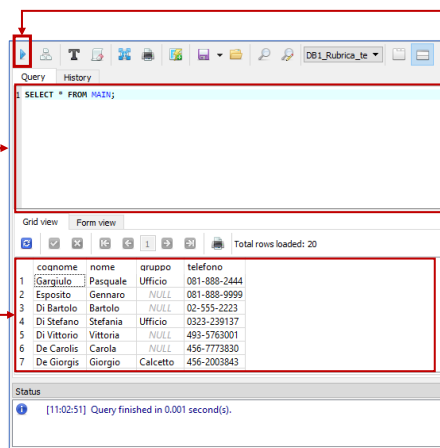 DB1_Rubrica_te
Query History
1 SELECT * FROM MAIN;
Grid view Form view
1 Total rows loaded: 20
cognome nome gruppo telefono
1 Gargiulo Pasquale Ufficio 081-888-2444
2 Esposito Gennaro NULL 081-888-9999
3 Di Bartolo Bartolo NULL 02-555-2223
4 Di Stefano Stefania Ufficio 0323-239137
5 Di Vittorio Vittoria NULL 493-5763001
6 De Carolis Carola NULL 456-7773830
7 De Giorgis Giorgio Calcetto 456-2003843
Status
[11:02:51] Query finished in 0.001 second(s).